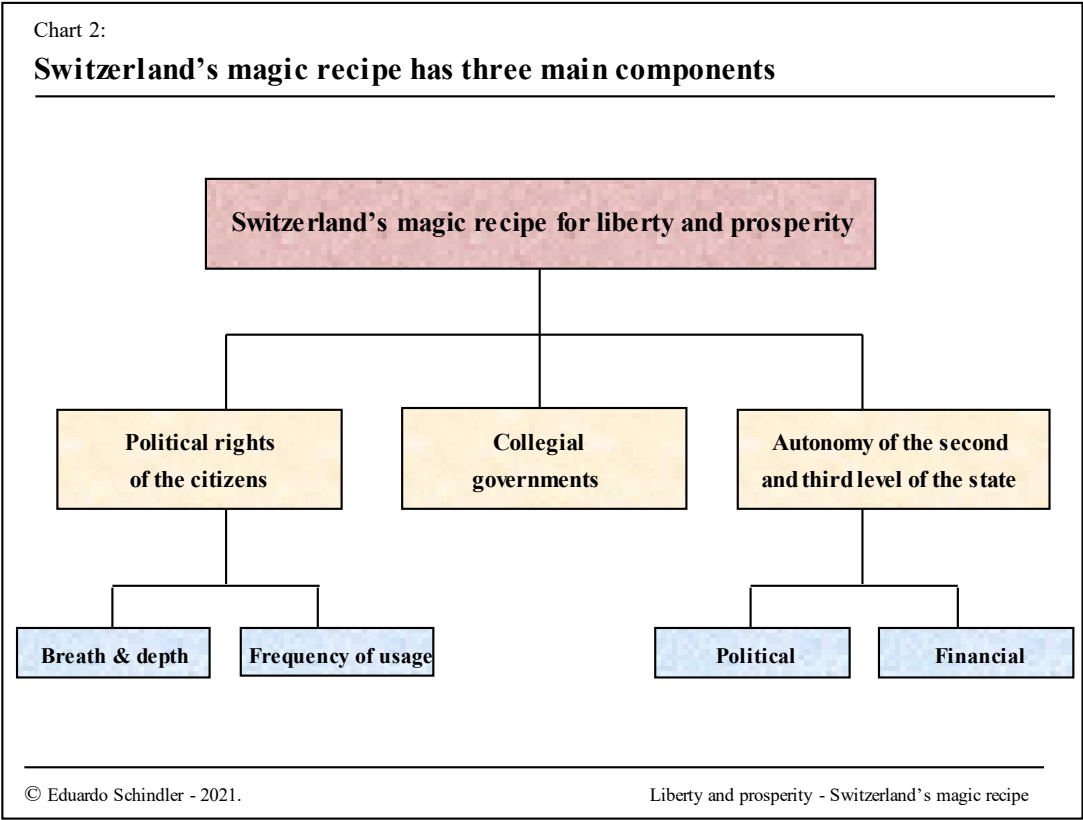 Chart 2:
Switzerland's magic recipe has three main components
Switzerland's magic recipe for liberty and prosperity
Political rights
of the citizens
Collegial
governments
Autonomy of the second
and third level of the state
Breath & depth
Frequency of usage
Political
Financial
© Eduardo Schindler - 2021.
Liberty and prosperity - Switzerland's magic recipe